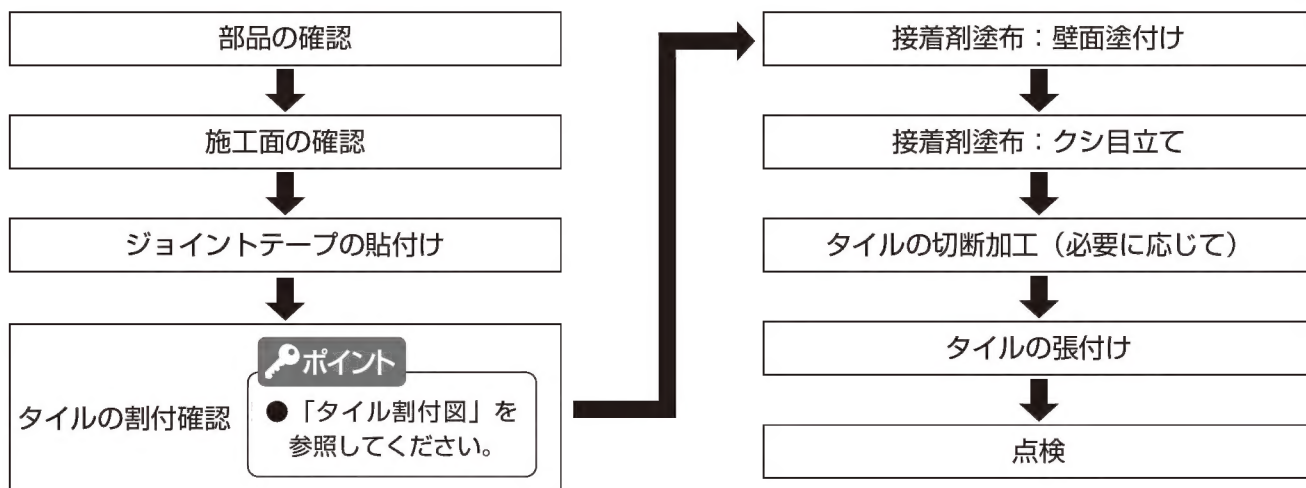 部品の確認
施工面の確認
ジョイントテープの貼付け
タイルの割付確認
ポイント
●「タイル割付図」を
参照してください。
接着剤塗布：壁面塗付け
接着剤塗布：クシ目立て
タイルの切断加工（必要に応じて）
タイルの張付け
点検